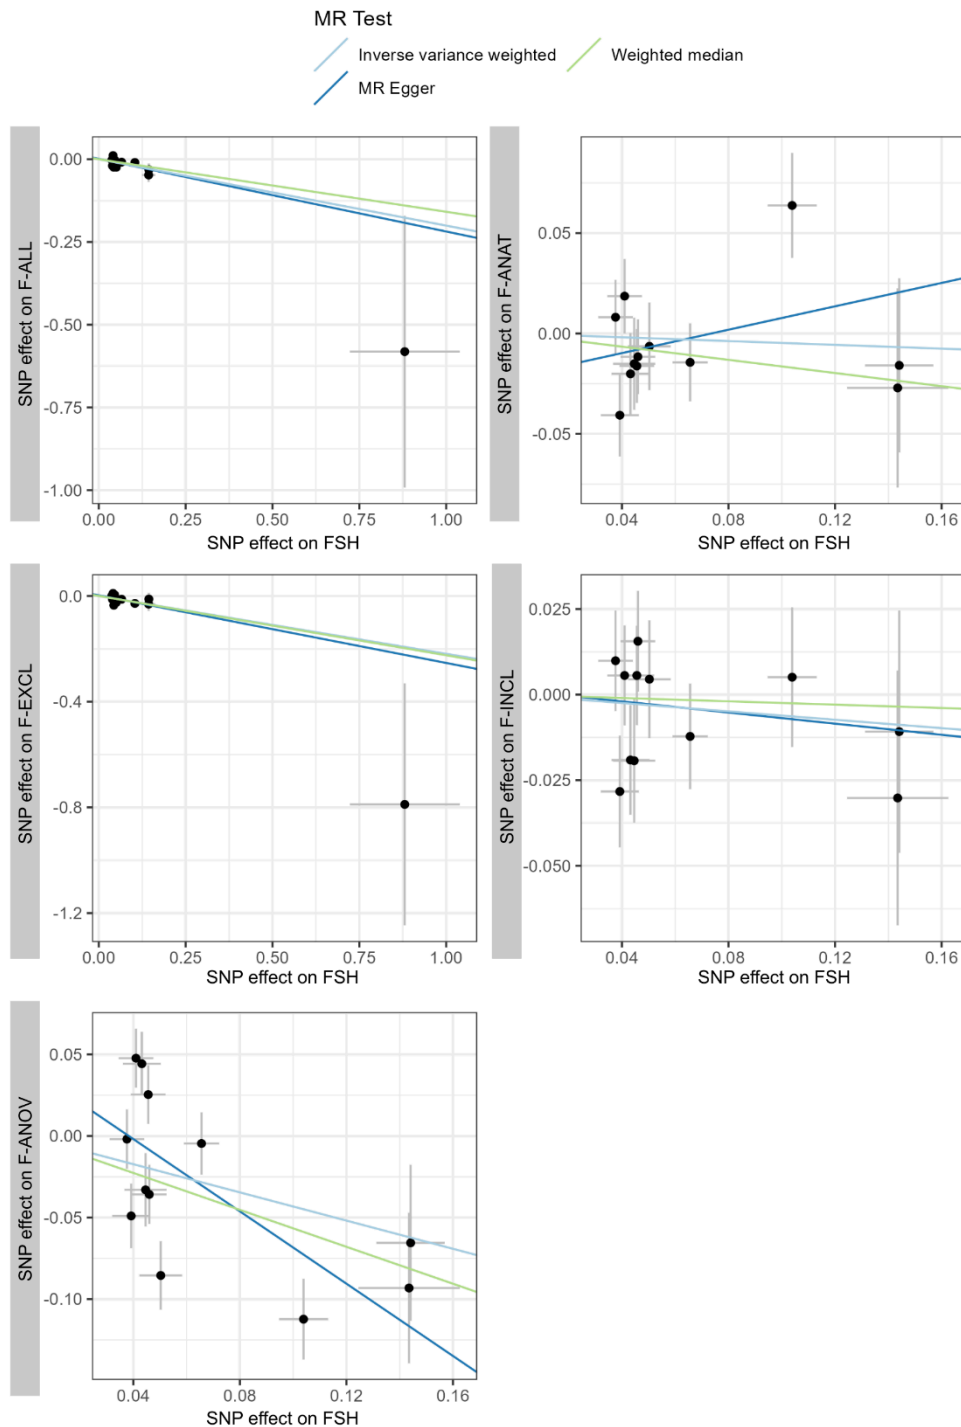 MR Test
Inverse variance weighted
Weighted median
MR Egger
SNP effect on F-ALL
0.00
-0.25
-0.50
-0.75
-1.00
0.00 0.25 0.50 0.75 1.00
SNP effect on FSH
SNP effect on F-ANAT
0.05
0.00
-0.05
0.04 0.08 0.12 0.16
SNP effect on FSH
SNP effect on F-EXCL
0.0
-0.4
-0.8
-1.2
0.00 0.25 0.50 0.75 1.00
SNP effect on FSH
SNP effect on F-INCL
0.025
0.000
-0.025
-0.050
0.04 0.08 0.12 0.16
SNP effect on FSH
SNP effect on F-ANOV
0.05
0.00
-0.05
-0.10
0.04 0.08 0.12 0.16
SNP effect on FSH